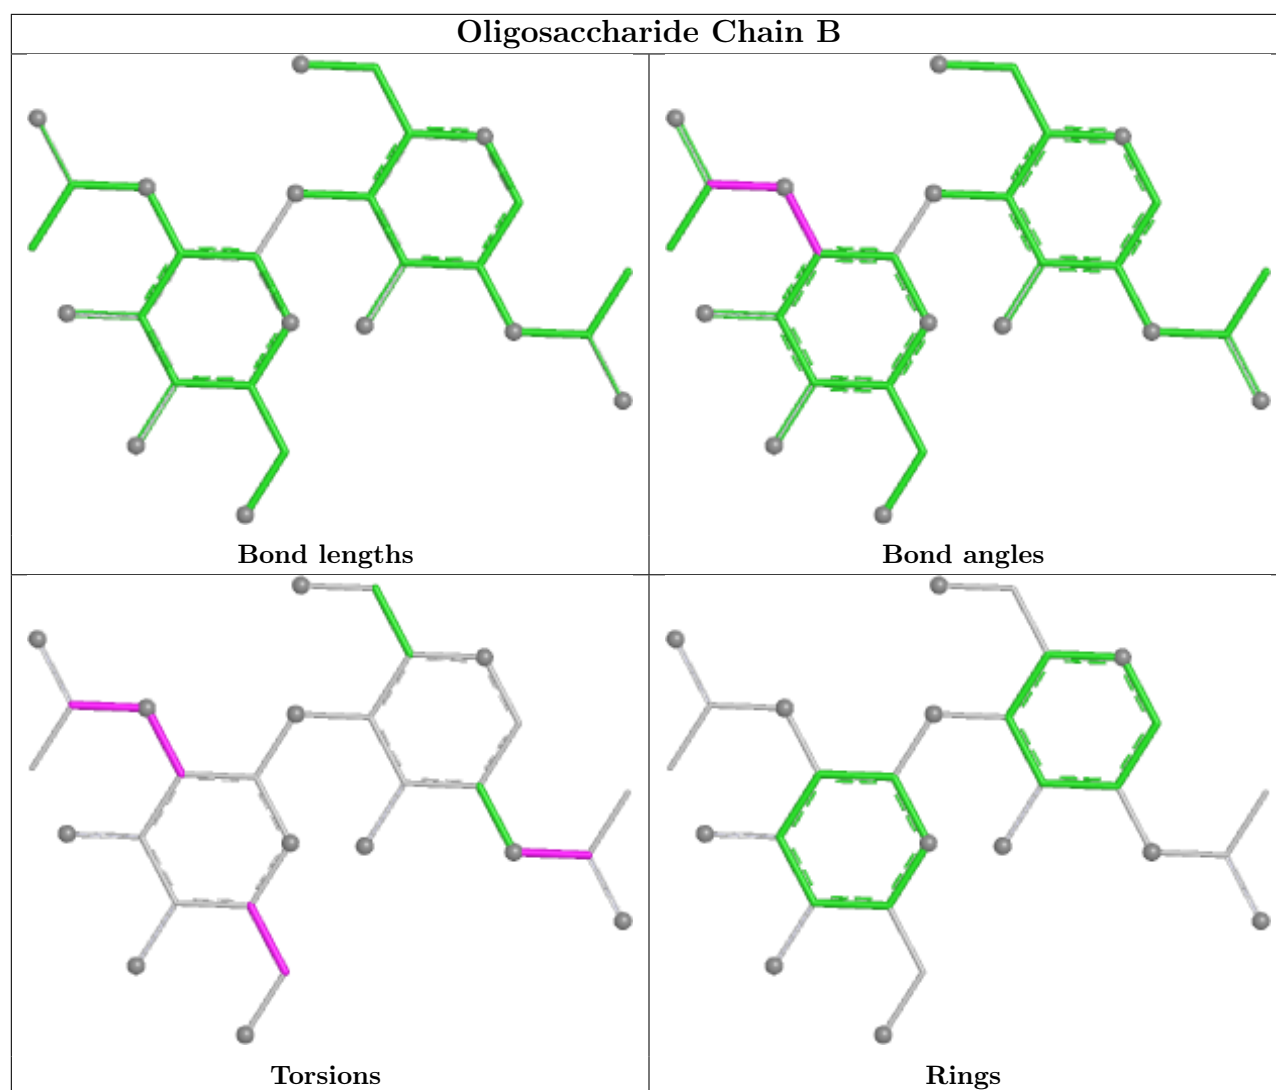 Oligosaccharide Chain B
Bond lengths
Bond angles
Torsions
Rings